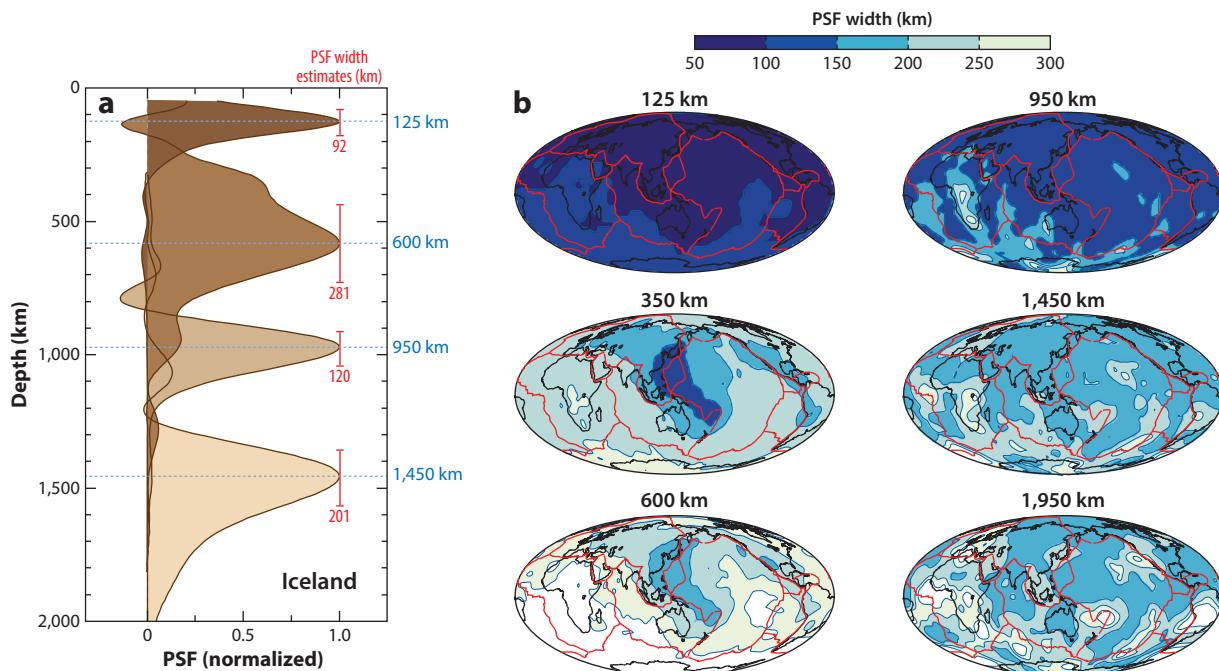 PSF width
estimates (km)
0
500
1,000
1,500
2,000
Depth (km)
a
92
281
120
201
125 km
600 km
950 km
1,450 km
Iceland
0
0.5
1.0
PSF (normalized)
PSF width (km)
50
100
150
200
250
300
b
125 km
950 km
350 km
1,450 km
600 km
1,950 km